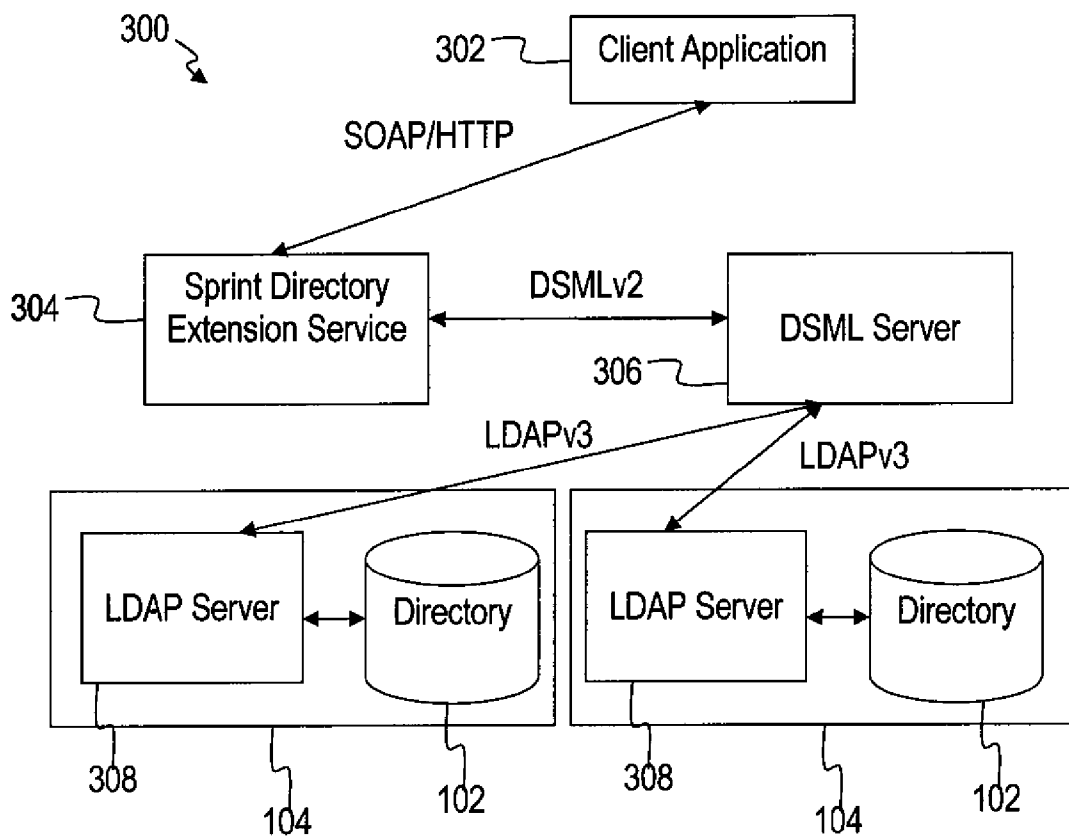 300
302
Client Application
SOAP/HTTP
304
Sprint Directory
Extension Service
DSMLv2
DSML Server
306
LDAPv3
LDAPv3
LDAP Server
Directory
LDAP Server
Directory
308
104
102
308
104
102